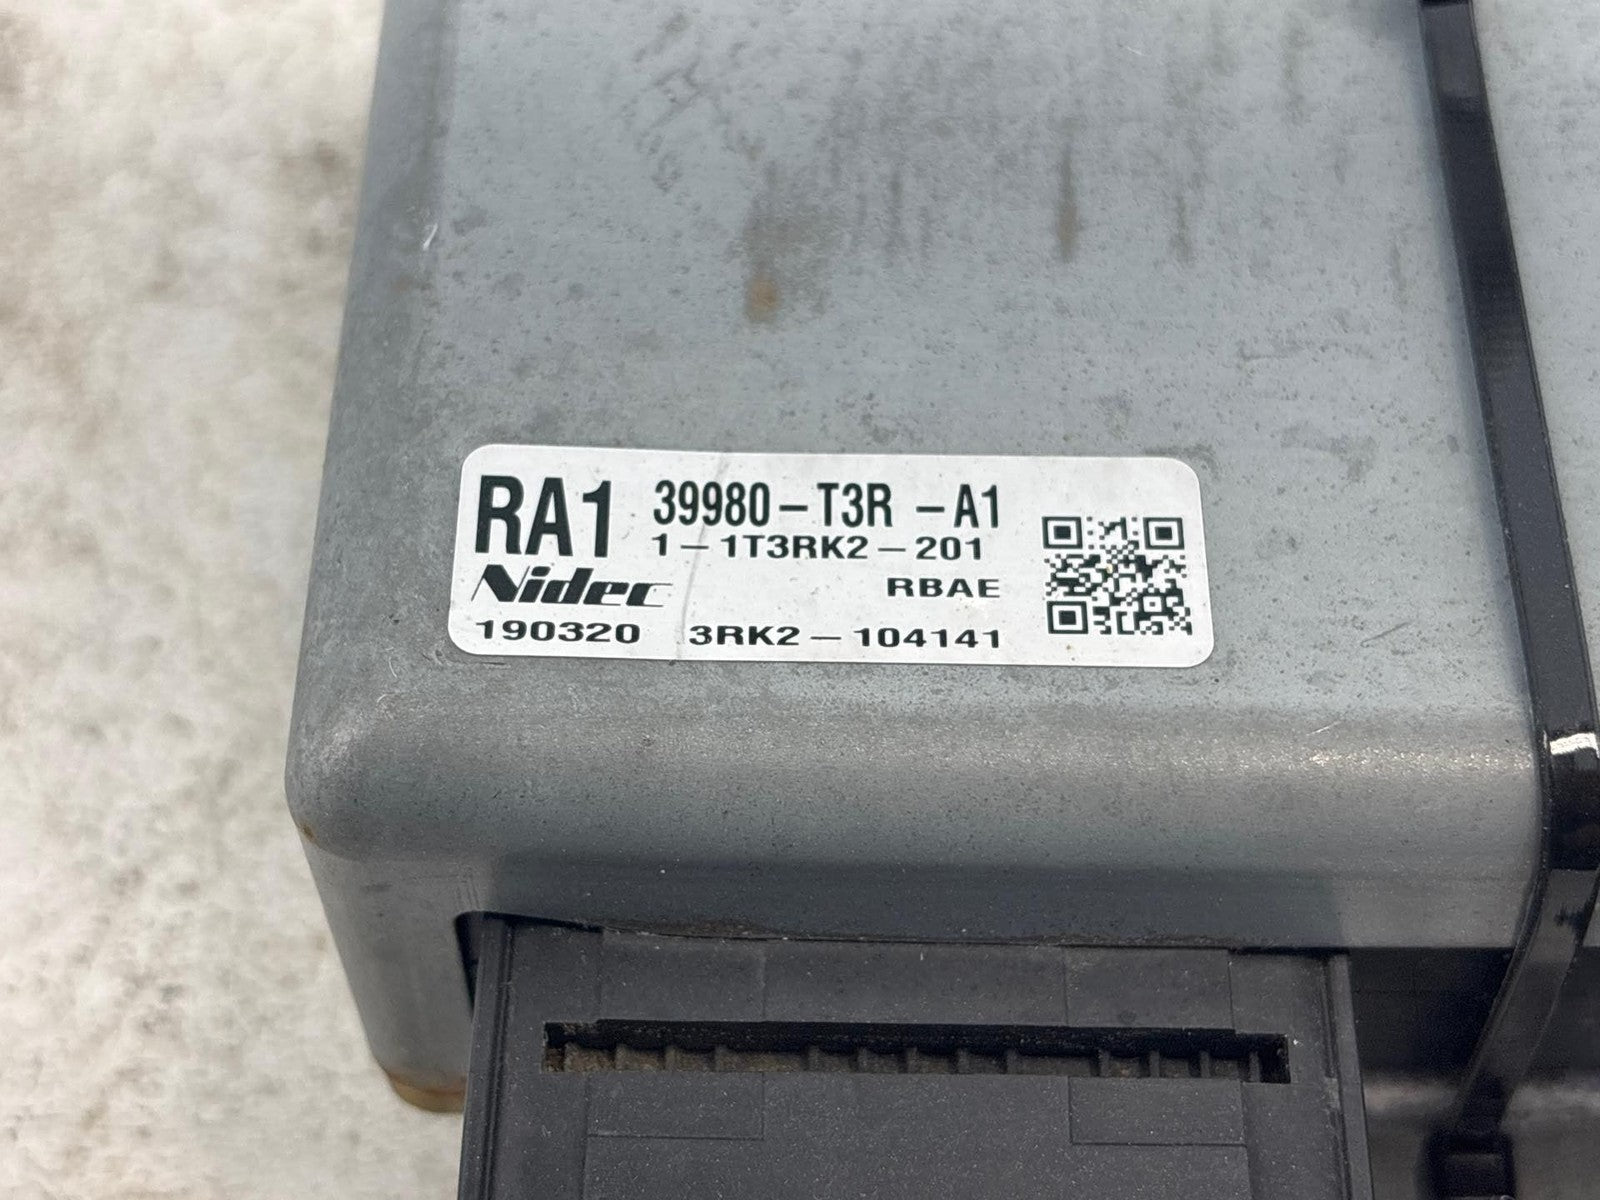 RA1 39980-T3R -A1
1-1T3RK2-201
Nidec RBAE
190320 3RK2-104141